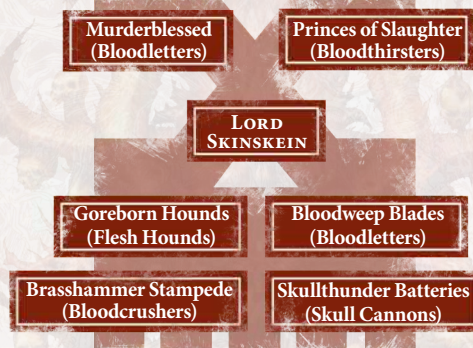 Murderblessed
(Bloodletters)
Princes of Slaughter
(Bloodthirsters)
LORD
SKINSKEIN
Goreborn Hounds
(Flesh Hounds)
Bloodweep Blades
(Bloodletters)
Brasshammer Stampede
(Bloodcrushers)
Skullthunder Batteries
(Skull Cannons)